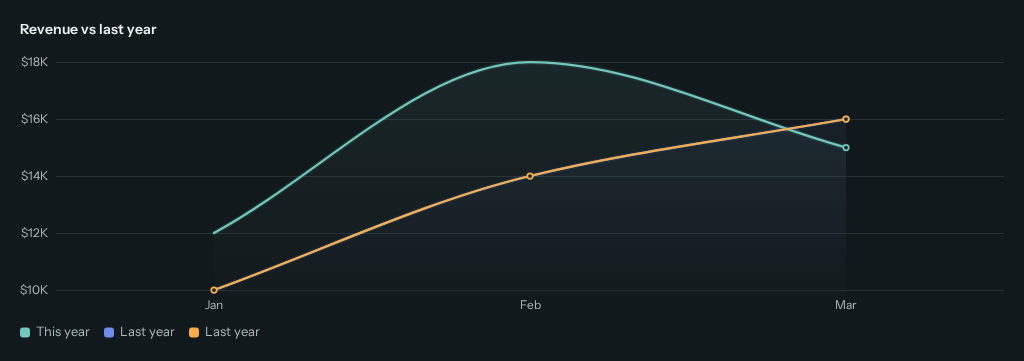 Revenue vs last year
$18K
$16K
$14K
$12K
$10K
Jan Feb Mar
This year Last year Last year